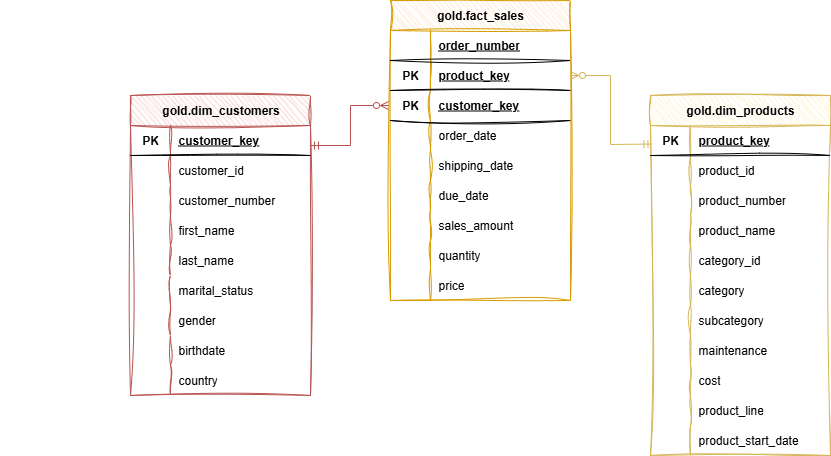 gold.fact_sales
order_number
PK product_key
PK customer_key
order_date
shipping_date
due_date
sales_amount
quantity
price
gold.dim_customers
PK customer_key
customer_id
customer_number
first_name
last_name
marital_status
gender
birthdate
country
gold.dim_products
PK product_key
product_id
product_number
product_name
category_id
category
subcategory
maintenance
cost
product_line
product_start_date